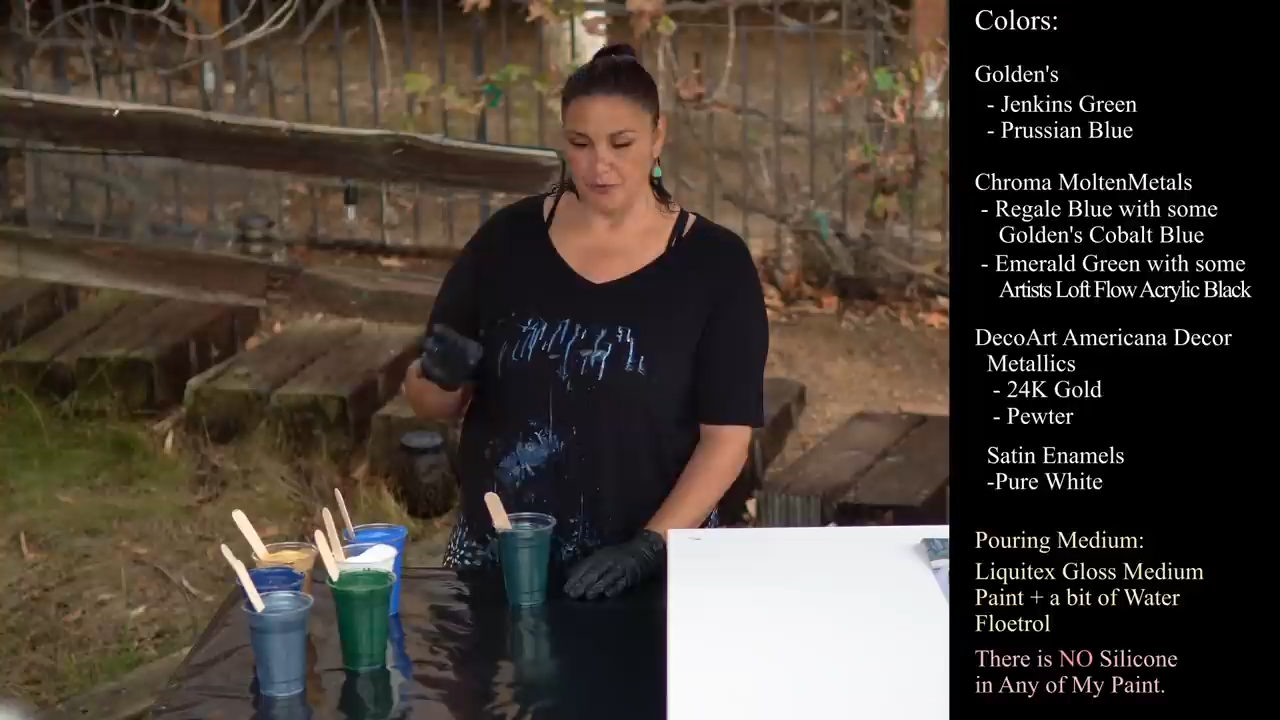 Colors:
Golden's
- Jenkins Green
- Prussian Blue
Chroma MoltenMetals
- Regale Blue with some
Golden's Cobalt Blue
- Emerald Green with some
Artists Loft Flow Acrylic Black
DecoArt Americana Decor
Metallics
- 24K Gold
- Pewter
Satin Enamels
-Pure White
Pouring Medium:
Liquitex Gloss Medium
Paint + a bit of Water
Floetrol
There is NO Silicone
in Any of My Paint.